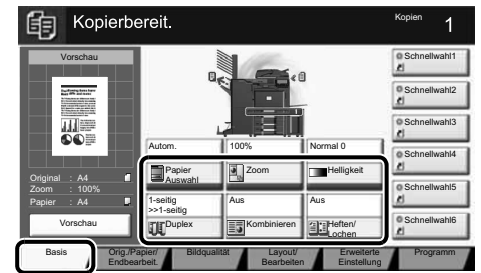 Kopierbereit.
Kopien 1
Vorschau
Original : A4
Zoom : 100%
Papier : A4
Vorschau
Autom.
100%
Normal 0
Papier
Auswahl
Zoom
Helligkeit
1-seitig
>>1-seitig
Aus
Aus
Duplex
Kombinieren
Heften/
Lochen
Schnellwahl1
Schnellwahl2
Schnellwahl3
Schnellwahl4
Schnellwahl5
Schnellwahl6
Basis
Orig./Papier/
Endbearbeit.
Bildqualität
Layout/
Bearbeiten
Erweiterte
Einstellung
Programm